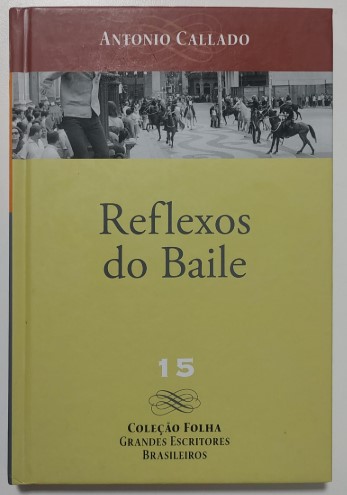 ANTONIO CALLADO
Reflexos
do Baile
15
COLEÇÃO FOLHA
GRANDES ESCRITORES
BRASILEIROS